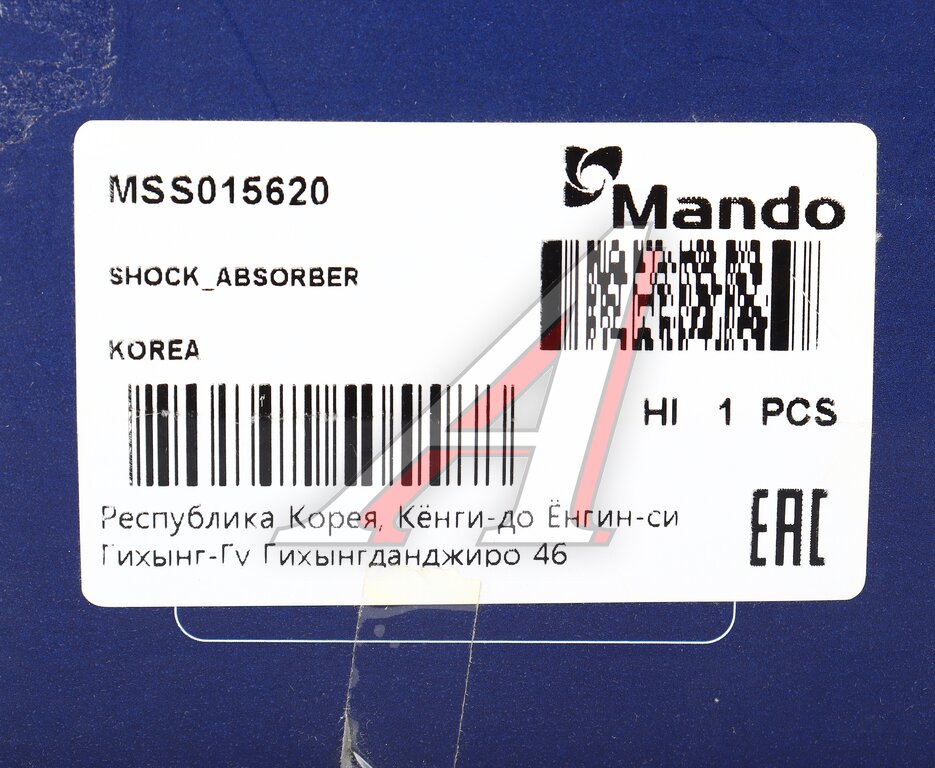 MSS015620
Mando
SHOCK_ABSORBER
KOREA
HI 1 PCS
Республика Корея, Кёнги-до Ёнгин-си
Гихынг-Гу Гихынгданджиро 46
EAC